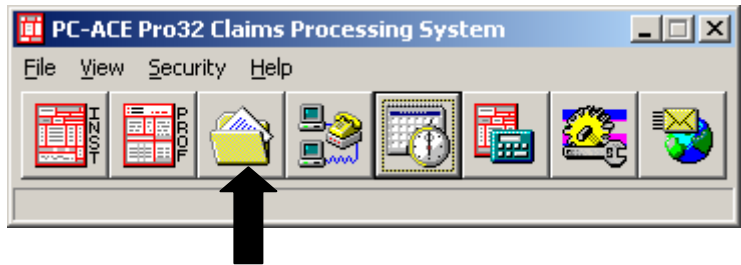 PC-ACE Pro32 Claims Processing System
File View Security Help
INST PROF